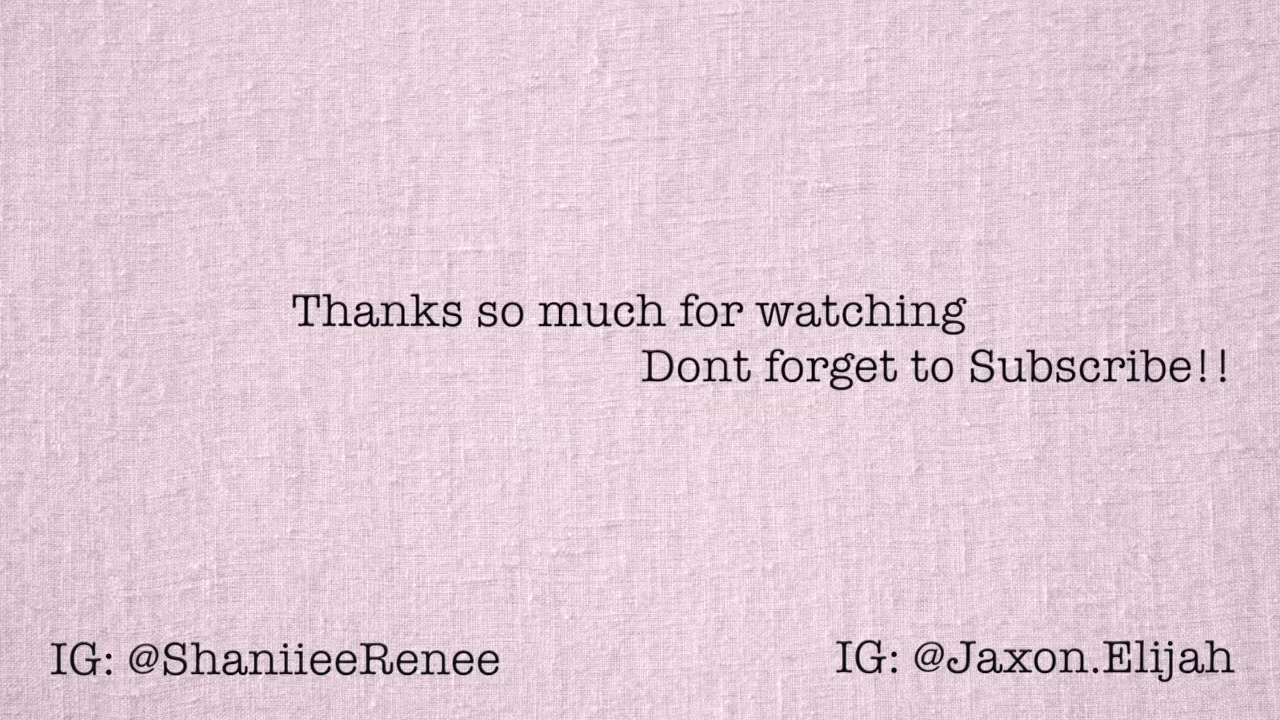 Thanks so much for watching
Dont forget to Subscribe!!
IG: @ShaniieeRenee
IG: @Jaxon.Elijah